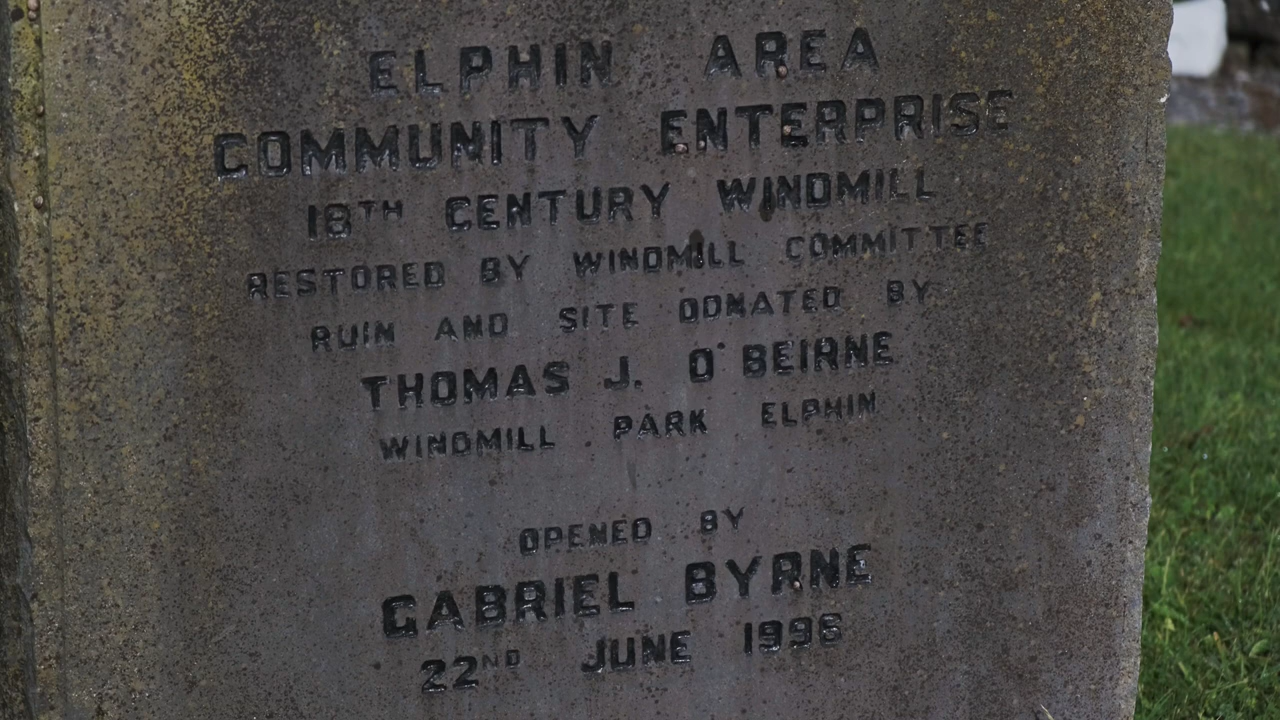 ELPHIN AREA
COMMUNITY ENTERPRISE
18TH CENTURY WINDMILL
RESTORED BY WINDMILL COMMITTEE
RUIN AND SITE DONATED BY
THOMAS J. O'BEIRNE
WINDMILL PARK ELPHIN
OPENED BY
GABRIEL BYRNE
22ND JUNE 1996